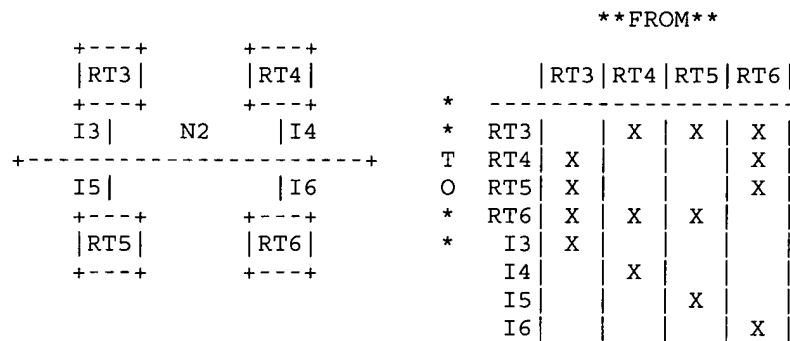 **FROM**
     +---+            +---+
     |RT3|            |RT4|                  |RT3|RT4|RT5|RT6|
     +---+            +---+              *  ---------------------
     I3|      N2      |I4                *   RT3|   | X | X | X |
+----------------------+                 T   RT4| X |   |   | X |
     I5|              |I6                O   RT5| X |   |   | X |
     +---+            +---+              *   RT6| X | X | X |   |
     |RT5|            |RT6|              *    I3| X |   |   |   |
     +---+            +---+                   I4|   | X |   |   |
                                              I5|   |   | X |   |
                                              I6|   |   |   | X |